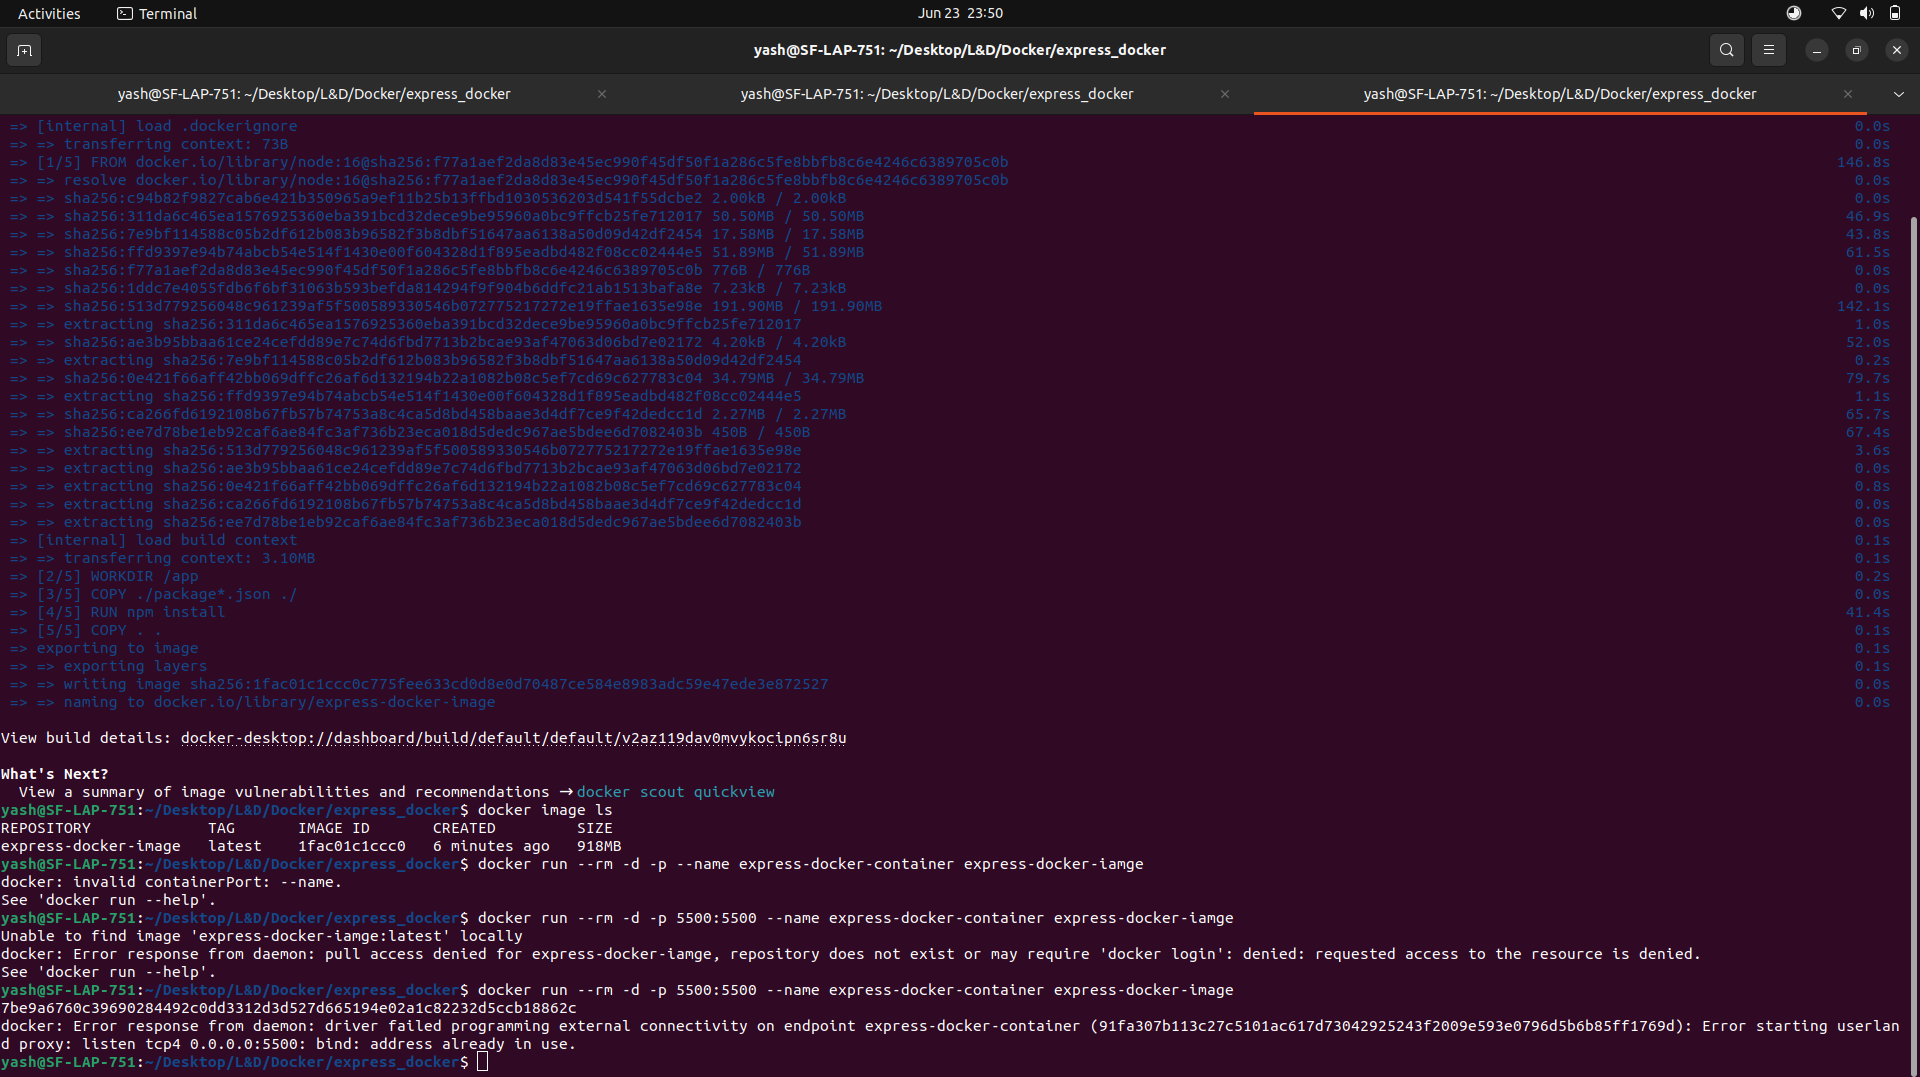 Activities
Terminal
Jun 23 23:50
yash@SF-LAP-751: ~/Desktop/L&D/Docker/express_docker
yash@SF-LAP-751: ~/Desktop/L&D/Docker/express_docker
yash@SF-LAP-751: ~/Desktop/L&D/Docker/express_docker
yash@SF-LAP-751: ~/Desktop/L&D/Docker/express_docker
=> [internal] load .dockerignore 0.0s
=> => transferring context: 73B 0.0s
=> [1/5] FROM docker.io/library/node:16@sha256:f77a1aef2da8d83e45ec990f45df50f1a286c5fe8bbfb8c6e4246c6389705c0b 146.8s
=> => resolve docker.io/library/node:16@sha256:f77a1aef2da8d83e45ec990f45df50f1a286c5fe8bbfb8c6e4246c6389705c0b 0.0s
=> => sha256:c94b82f9827cab6e421b350965a9ef11b25b13ffbd1030536203d541f55dcbe2 2.00kB / 2.00kB 0.0s
=> => sha256:311da6c465ea1576925360eba391bcd32dece9be95960a0bc9ffcb25fe712017 50.50MB / 50.50MB 46.9s
=> => sha256:7e9bf114588c05b2df612b083b96582f3b8dbf51647aa6138a50d09d42df2454 17.58MB / 17.58MB 43.8s
=> => sha256:ffd9397e94b74abcb54e514f1430e00f604328d1f895eadbd482f08cc02444e5 51.89MB / 51.89MB 61.5s
=> => sha256:f77a1aef2da8d83e45ec990f45df50f1a286c5fe8bbfb8c6e4246c6389705c0b 776B / 776B 0.0s
=> => sha256:1ddc7e4055fdb6f6bf31063b593befda814294f9f904b6ddfc21ab1513bafa8e 7.23kB / 7.23kB 0.0s
=> => sha256:513d779256048c961239af5f500589330546b072775217272e19ffae1635e98e 191.90MB / 191.90MB 142.1s
=> => extracting sha256:311da6c465ea1576925360eba391bcd32dece9be95960a0bc9ffcb25fe712017 1.0s
=> => sha256:ae3b95bbaa61ce24cefdd89e7c74d6fbd7713b2bcae93af47063d06bd7e02172 4.20kB / 4.20kB 52.0s
=> => extracting sha256:7e9bf114588c05b2df612b083b96582f3b8dbf51647aa6138a50d09d42df2454 0.2s
=> => sha256:0e421f66aff42bb069dffc26af6d132194b22a1082b08c5ef7cd69c627783c04 34.79MB / 34.79MB 79.7s
=> => extracting sha256:ffd9397e94b74abcb54e514f1430e00f604328d1f895eadbd482f08cc02444e5 1.1s
=> => sha256:ca266fd6192108b67fb57b74753a8c4ca5d8bd458baae3d4df7ce9f42dedcc1d 2.27MB / 2.27MB 65.7s
=> => sha256:ee7d78be1eb92caf6ae84fc3af736b23eca018d5dedc967ae5bdee6d7082403b 450B / 450B 67.4s
=> => extracting sha256:513d779256048c961239af5f500589330546b072775217272e19ffae1635e98e 3.6s
=> => extracting sha256:ae3b95bbaa61ce24cefdd89e7c74d6fbd7713b2bcae93af47063d06bd7e02172 0.0s
=> => extracting sha256:0e421f66aff42bb069dffc26af6d132194b22a1082b08c5ef7cd69c627783c04 0.8s
=> => extracting sha256:ca266fd6192108b67fb57b74753a8c4ca5d8bd458baae3d4df7ce9f42dedcc1d 0.0s
=> => extracting sha256:ee7d78be1eb92caf6ae84fc3af736b23eca018d5dedc967ae5bdee6d7082403b 0.0s
=> [internal] load build context 0.1s
=> => transferring context: 3.10MB 0.1s
=> [2/5] WORKDIR /app 0.2s
=> [3/5] COPY ./package*.json ./ 0.0s
=> [4/5] RUN npm install 41.4s
=> [5/5] COPY . . 0.1s
=> exporting to image 0.1s
=> => exporting layers 0.1s
=> => writing image sha256:1fac01c1ccc0c775fee633cd0d8e0d70487ce584e8983adc59e47ede3e872527 0.0s
=> => naming to docker.io/library/express-docker-image 0.0s
View build details: docker-desktop://dashboard/build/default/default/v2az119dav0mvykocipn6sr8u
What's Next?
View a summary of image vulnerabilities and recommendations → docker scout quickview
yash@SF-LAP-751:~/Desktop/L&D/Docker/express_docker$ docker image ls
REPOSITORY TAG IMAGE ID CREATED SIZE
express-docker-image latest 1fac01c1ccc0 6 minutes ago 918MB
yash@SF-LAP-751:~/Desktop/L&D/Docker/express_docker$ docker run --rm -d -p --name express-docker-container express-docker-iamge
docker: invalid containerPort: --name.
See 'docker run --help'.
yash@SF-LAP-751:~/Desktop/L&D/Docker/express_docker$ docker run --rm -d -p 5500:5500 --name express-docker-container express-docker-iamge
Unable to find image 'express-docker-iamge:latest' locally
docker: Error response from daemon: pull access denied for express-docker-iamge, repository does not exist or may require 'docker login': denied: requested access to the resource is denied.
See 'docker run --help'.
yash@SF-LAP-751:~/Desktop/L&D/Docker/express_docker$ docker run --rm -d -p 5500:5500 --name express-docker-container express-docker-image
7be9a6760c39690284492c0dd3312d3d527d665194e02a1c82232d5ccb18862c
docker: Error response from daemon: driver failed programming external connectivity on endpoint express-docker-container (91fa307b113c27c5101ac617d73042925243f2009e593e0796d5b6b85ff1769d): Error starting userlan
d proxy: listen tcp4 0.0.0.0:5500: bind: address already in use.
yash@SF-LAP-751:~/Desktop/L&D/Docker/express_docker$